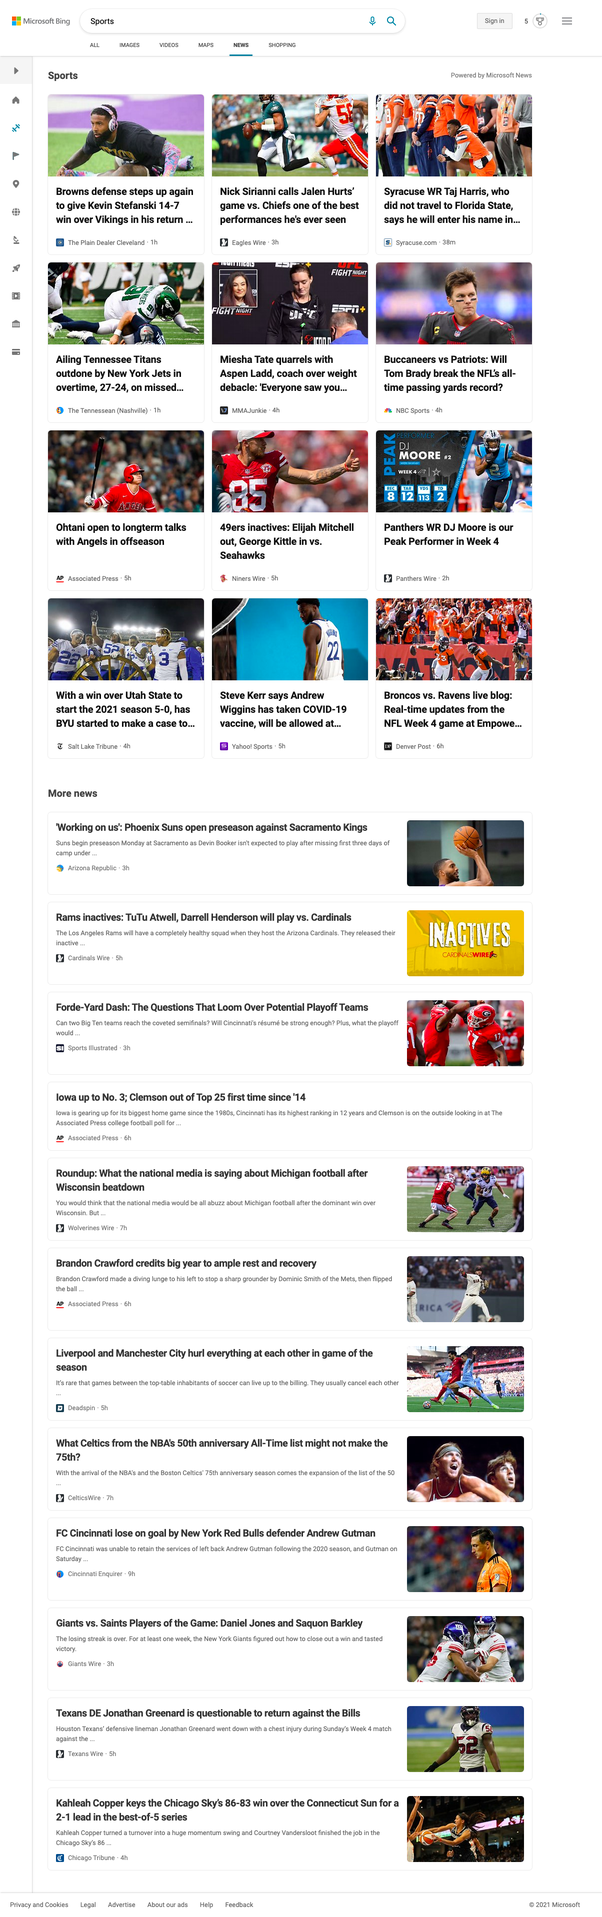 Microsoft Bing
Sports
Sign in
5
ALL
IMAGES
VIDEOS
MAPS
NEWS
SHOPPING
Sports
Powered by Microsoft News
Browns defense steps up again
to give Kevin Stefanski 14-7
win over Vikings in his return ...
The Plain Dealer Cleveland · 1h
Nick Sirianni calls Jalen Hurts'
game vs. Chiefs one of the best
performances he's ever seen
Eagles Wire · 3h
Syracuse WR Taj Harris, who
did not travel to Florida State,
says he will enter his name in...
Syracuse.com · 38m
Ailing Tennessee Titans
outdone by New York Jets in
overtime, 27-24, on missed...
The Tennessean (Nashville) · 1h
FIGHT NIGHT
ESPN+
Miesha Tate quarrels with
Aspen Ladd, coach over weight
debacle: 'Everyone saw you...
MMAJunkie · 4h
Buccaneers vs Patriots: Will
Tom Brady break the NFL's all-
time passing yards record?
NBC Sports · 4h
Ohtani open to longterm talks
with Angels in offseason
AP Associated Press · 5h
85
49ers inactives: Elijah Mitchell
out, George Kittle in vs.
Seahawks
Niners Wire · 5h
PEAK
DJ
MOORE #2
WEEK 4
8 12 113 2
Panthers WR DJ Moore is our
Peak Performer in Week 4
Panthers Wire · 2h
22
52
3
With a win over Utah State to
start the 2021 season 5-0, has
BYU started to make a case to...
Salt Lake Tribune · 4h
22
Steve Kerr says Andrew
Wiggins has taken COVID-19
vaccine, will be allowed at...
Yahoo! Sports · 5h
Broncos vs. Ravens live blog:
Real-time updates from the
NFL Week 4 game at Empowe...
Denver Post · 6h
More news
'Working on us': Phoenix Suns open preseason against Sacramento Kings
Suns begin preseason Monday at Sacramento as Devin Booker isn't expected to play after missing first three days of
camp under ...
Arizona Republic · 3h
Rams inactives: TuTu Atwell, Darrell Henderson will play vs. Cardinals
The Los Angeles Rams will have a completely healthy squad when they host the Arizona Cardinals. They released their
inactive ...
Cardinals Wire · 5h
INACTIVES
CARDINALSWIRE
Forde-Yard Dash: The Questions That Loom Over Potential Playoff Teams
Can two Big Ten teams reach the coveted semifinals? Will Cincinnati's résumé be strong enough? Plus, what the playoff
would ...
Sports Illustrated · 3h
17
Iowa up to No. 3; Clemson out of Top 25 first time since '14
Iowa is gearing up for its biggest home game since the 1980s, Cincinnati has its highest ranking in 12 years and Clemson is on the outside looking in at The
Associated Press college football poll for ...
AP Associated Press · 6h
Roundup: What the national media is saying about Michigan football after
Wisconsin beatdown
You would think that the national media would be all abuzz about Michigan football after the dominant win over
Wisconsin. But ...
Wolverines Wire · 7h
Brandon Crawford credits big year to ample rest and recovery
Brandon Crawford made a diving lunge to his left to stop a sharp grounder by Dominic Smith of the Mets, then flipped
the ball ...
AP Associated Press · 6h
Liverpool and Manchester City hurl everything at each other in game of the
season
It's rare that games between the top-table inhabitants of soccer can live up to the billing. They usually cancel each other
...
Deadspin · 5h
What Celtics from the NBA's 50th anniversary All-Time list might not make the
75th?
With the arrival of the NBA's and the Boston Celtics' 75th anniversary season comes the expansion of the list of the 50
...
CelticsWire · 7h
FC Cincinnati lose on goal by New York Red Bulls defender Andrew Gutman
FC Cincinnati was unable to retain the services of left back Andrew Gutman following the 2020 season, and Gutman on
Saturday ...
Cincinnati Enquirer · 9h
Giants vs. Saints Players of the Game: Daniel Jones and Saquon Barkley
The losing streak is over. For at least one week, the New York Giants figured out how to close out a win and tasted
victory.
Giants Wire · 3h
Texans DE Jonathan Greenard is questionable to return against the Bills
Houston Texans' defensive lineman Jonathan Greenard went down with a chest injury during Sunday's Week 4 match
against the ...
Texans Wire · 5h
52
Kahleah Copper keys the Chicago Sky's 86-83 win over the Connecticut Sun for a
2-1 lead in the best-of-5 series
Kahleah Copper turned a turnover into a huge momentum swing and Courtney Vandersloot finished the job in the
Chicago Sky's 86 ...
Chicago Tribune · 4h
Privacy and Cookies
Legal
Advertise
About our ads
Help
Feedback
© 2021 Microsoft